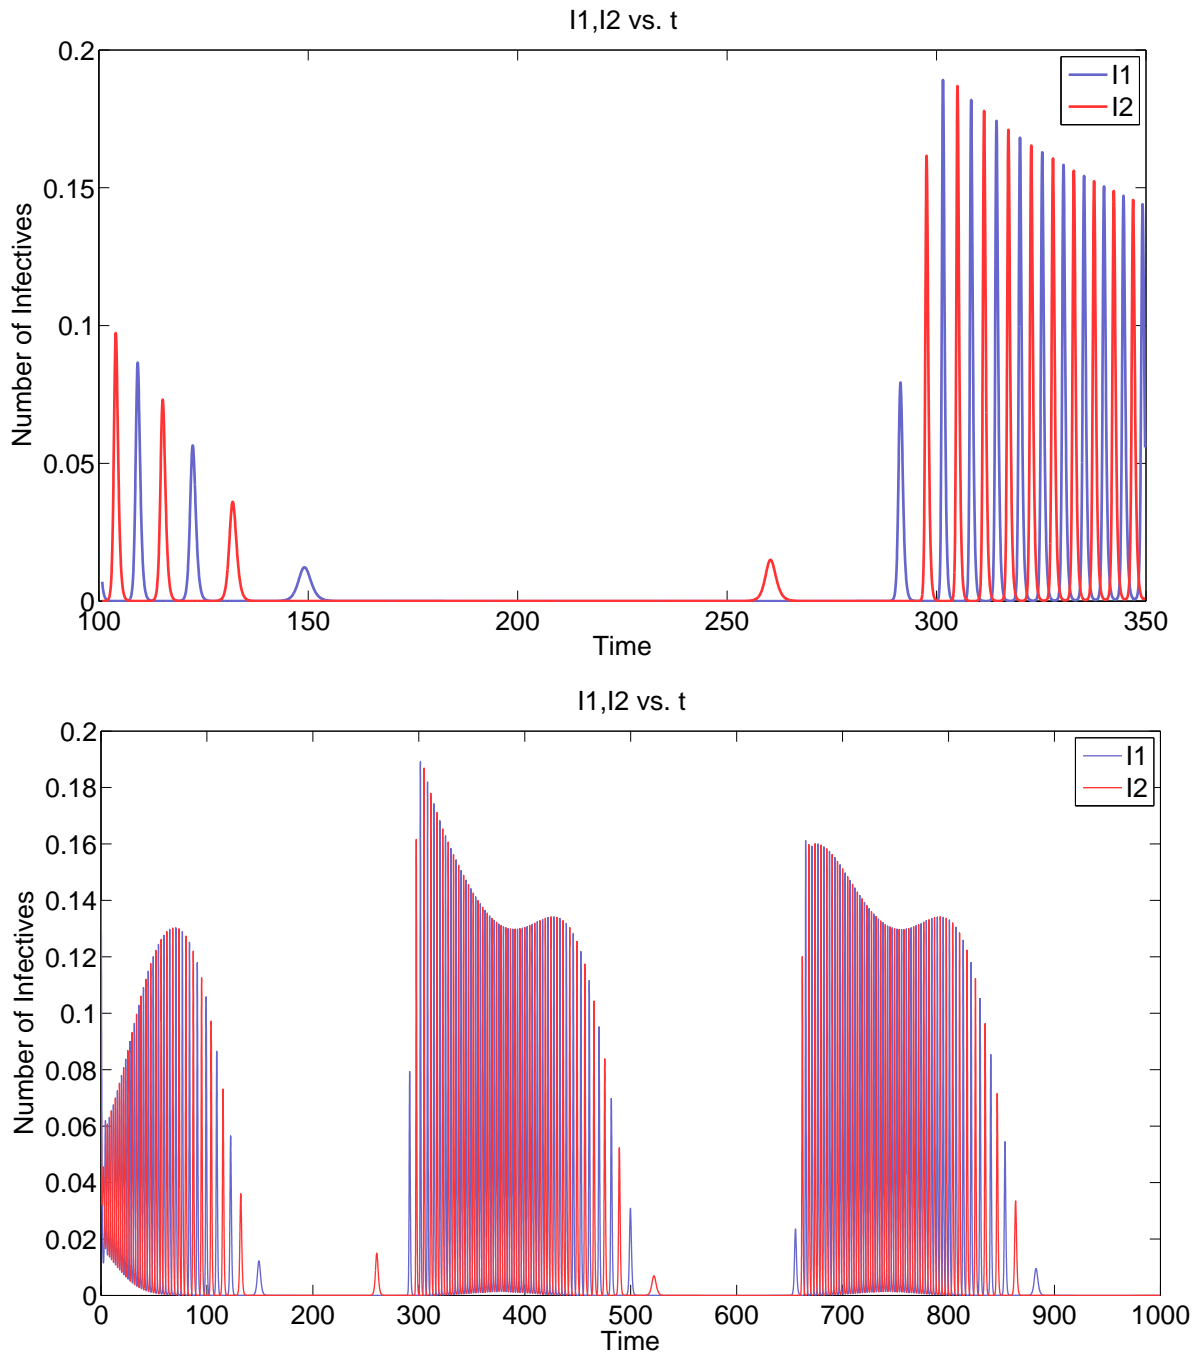 I1,I2 vs. t
0.2
0.15
0.1
0.05
0
Number of Infectives
I1
I2
100 150 200 250 300 350
Time
I1,I2 vs. t
0.2
0.18
0.16
0.14
0.12
0.1
0.08
0.06
0.04
0.02
0
Number of Infectives
I1
I2
0 100 200 300 400 500 600 700 800 900 1000
Time